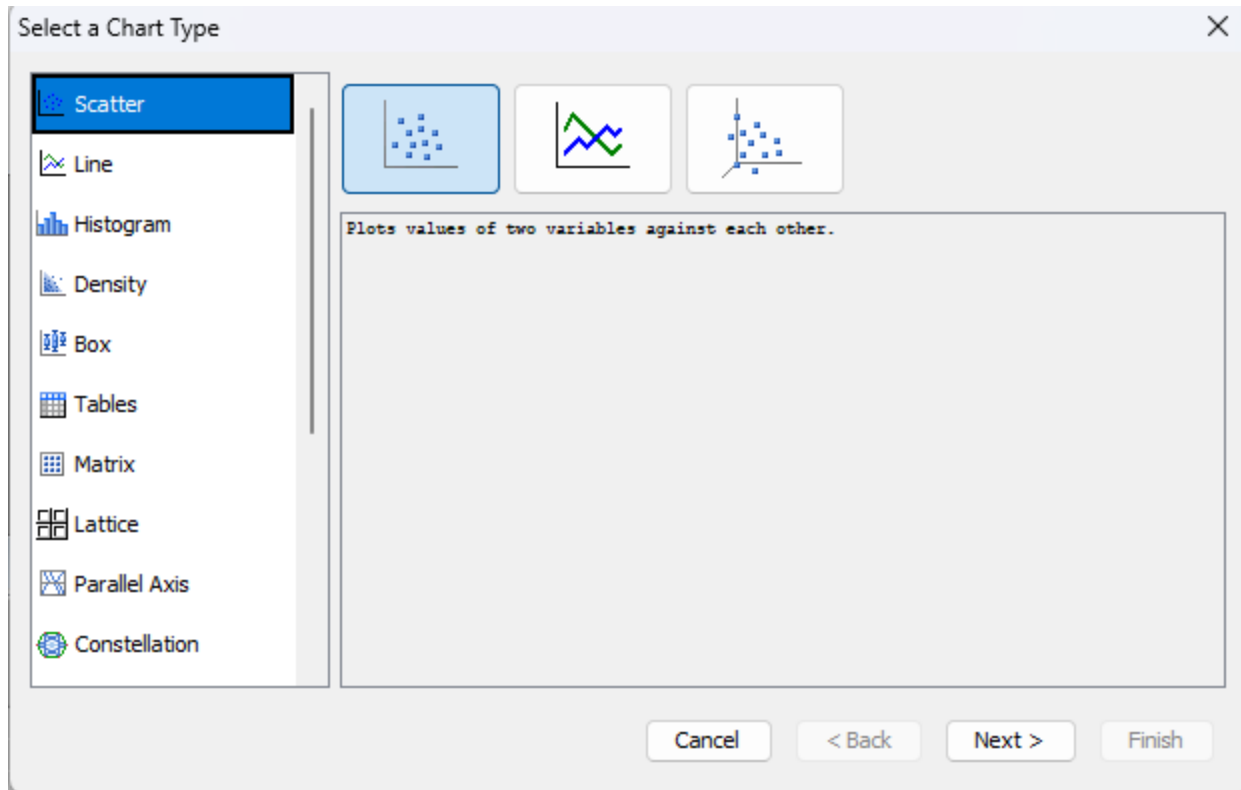 Select a Chart Type
Scatter
Line
Histogram
Density
Box
Tables
Matrix
Lattice
Parallel Axis
Constellation
Plots values of two variables against each other.
Cancel
< Back
Next >
Finish